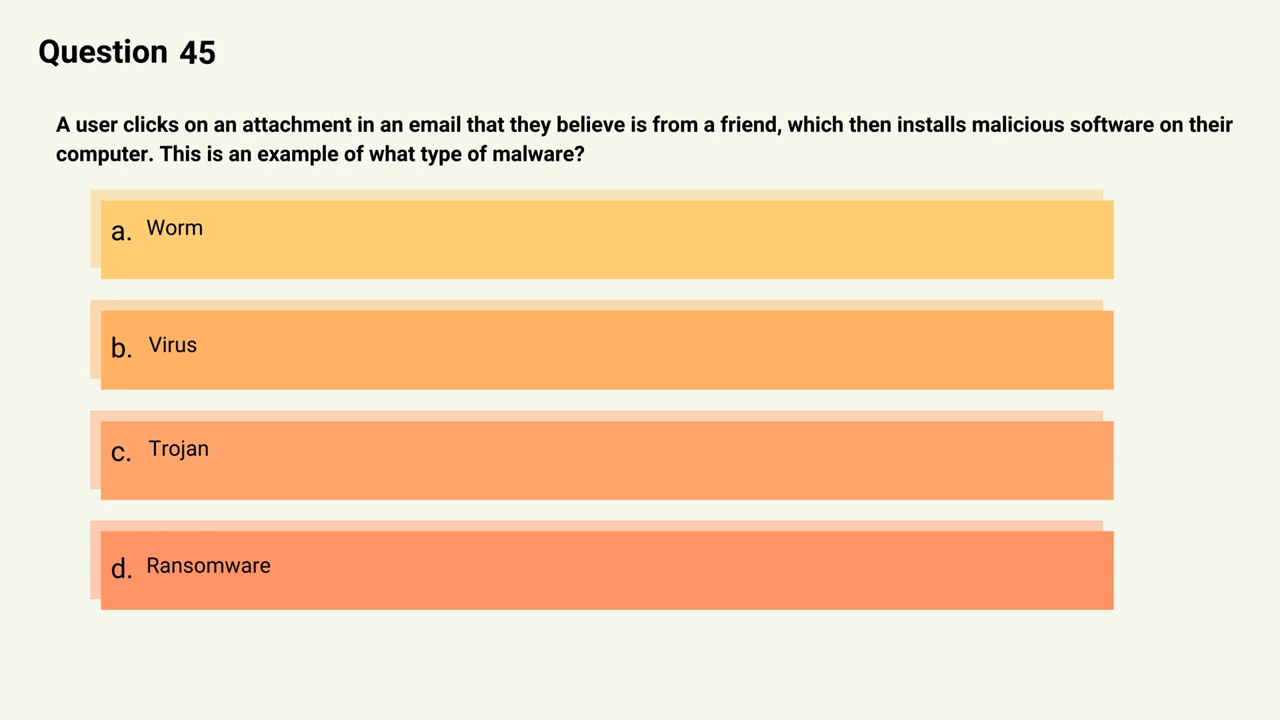 Question 45
A user clicks on an attachment in an email that they believe is from a friend, which then installs malicious software on their
computer. This is an example of what type of malware?
a. Worm
b. Virus
c. Trojan
d. Ransomware